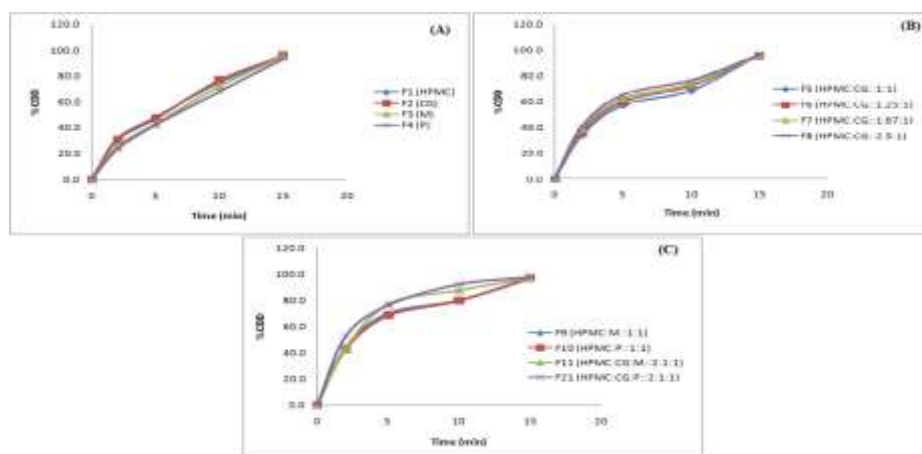 (A)
120.0
100.0
80.0
60.0
40.0
20.0
0.0
%CDD
0 5 10 15 20
Time (min)
F1 (HPMC)
F2 (CG)
F3 (M)
F4 (P)
(B)
120.0
100.0
80.0
60.0
40.0
20.0
0.0
%CDD
0 5 10 15 20
Time (min)
F5 (HPMC:CG::1:1)
F6 (HPMC:CG::1.25:1)
F7 (HPMC:CG::1.87:1)
F8 (HPMC:CG::2.5:1)
(C)
120.0
100.0
80.0
60.0
40.0
20.0
0.0
%CDD
0 5 10 15 20
Time (min)
F9 (HPMC:M::1:1)
F10 (HPMC:P::1:1)
F11 (HPMC:CG:M::2:1:1)
F21 (HPMC:CG:P::2:1:1)